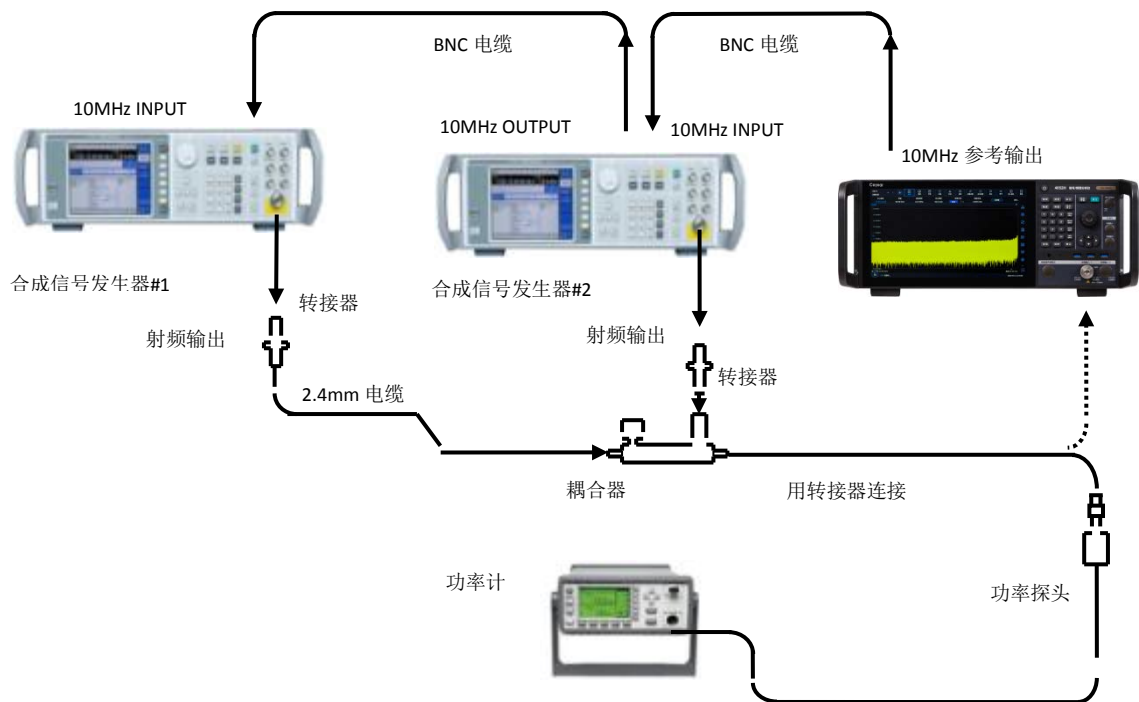 BNC 电缆
BNC 电缆
10MHz INPUT
10MHz OUTPUT
10MHz INPUT
10MHz 参考输出
合成信号发生器#1
合成信号发生器#2
转接器
射频输出
射频输出
转接器
2.4mm 电缆
耦合器
用转接器连接
功率计
功率探头